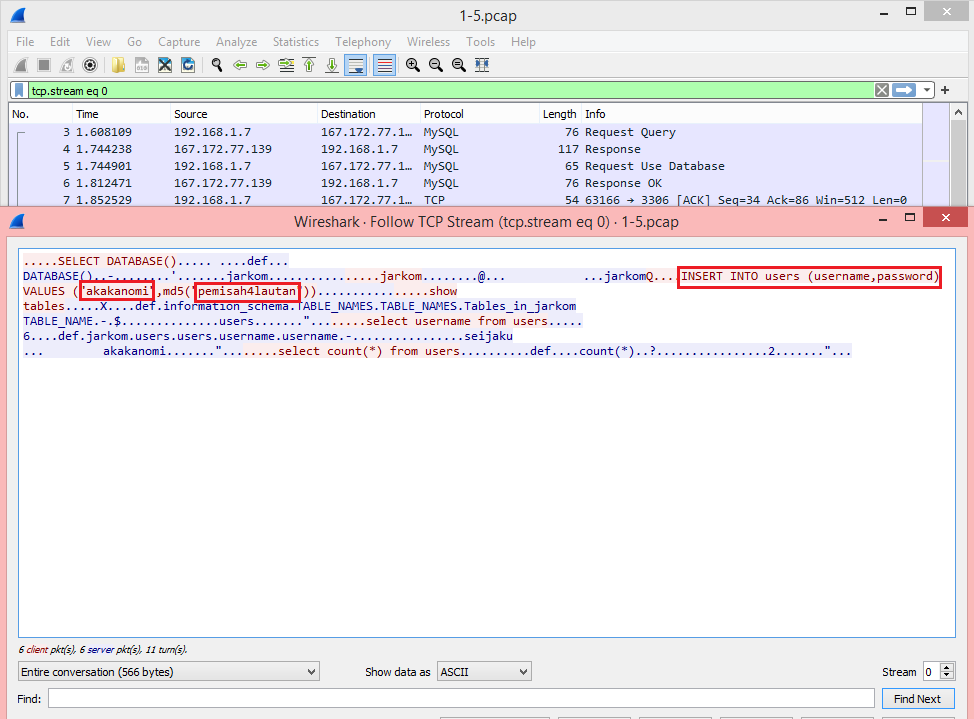 1-5.pcap
File Edit View Go Capture Analyze Statistics Telephony Wireless Tools Help
tcp.stream eq 0
No. Time Source Destination Protocol Length Info
3 1.608109 192.168.1.7 167.172.77.1… MySQL 76 Request Query
4 1.744238 167.172.77.139 192.168.1.7 MySQL 117 Response
5 1.744901 192.168.1.7 167.172.77.1… MySQL 65 Request Use Database
6 1.812471 167.172.77.139 192.168.1.7 MySQL 76 Response OK
7 1.852529 192.168.1.7 167.172.77.1… TCP 54 63166 → 3306 [ACK] Seq=34 Ack=86 Win=512 Len=0
Wireshark · Follow TCP Stream (tcp.stream eq 0) · 1-5.pcap
.....SELECT DATABASE()..... ....def...
DATABASE()..-........'.......jarkom...............jarkom........@... ...jarkomQ....INSERT INTO users (username,password)
VALUES ('akakanomi',md5('pemisah4lautan'))................show
tables.....X....def.information_schema.TABLE_NAMES.TABLE_NAMES.Tables_in_jarkom
TABLE_NAME.-.$..............users......."........select username from users.....
6....def.jarkom.users.users.username.username.-................seijaku
... akakanomi......."........select count(*) from users..........def....count(*)..?................2......."...
6 client pkt(s), 6 server pkt(s), 11 turn(s).
Entire conversation (566 bytes) Show data as ASCII Stream 0
Find: Find Next